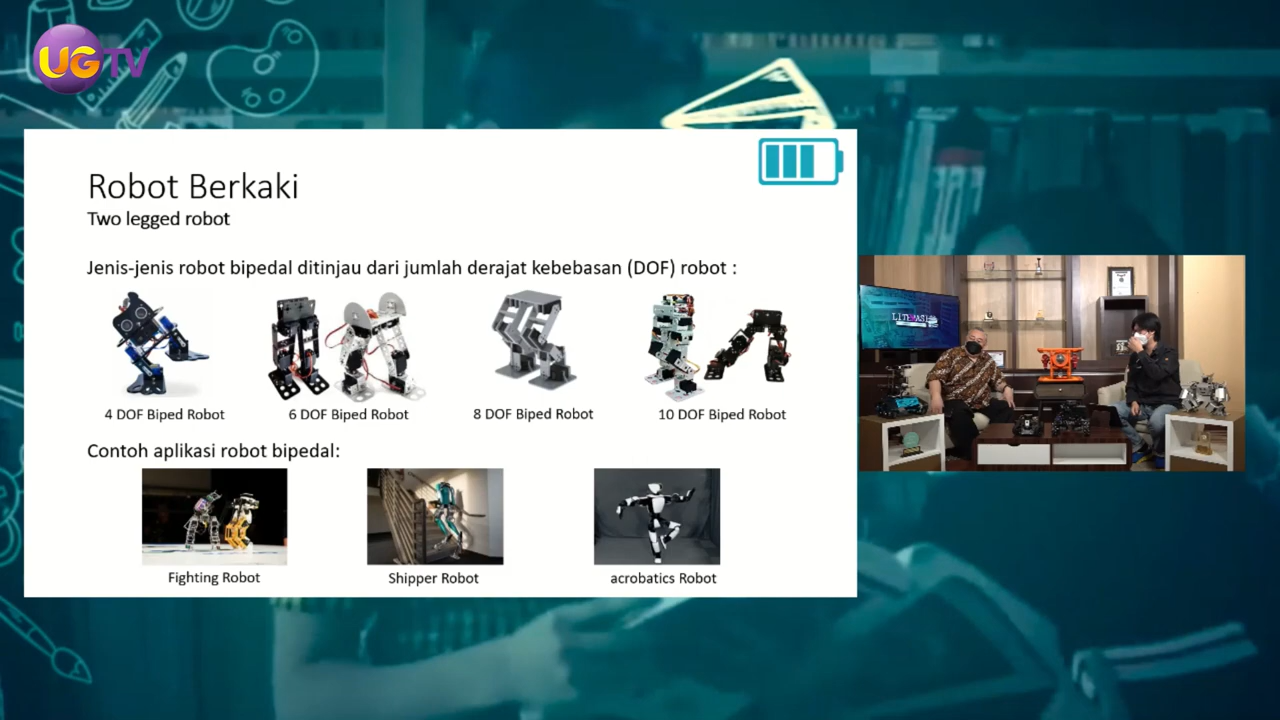 UGTV
Robot Berkaki
Two legged robot
Jenis-jenis robot bipedal ditinjau dari jumlah derajat kebebasan (DOF) robot :
4 DOF Biped Robot
6 DOF Biped Robot
8 DOF Biped Robot
10 DOF Biped Robot
Contoh aplikasi robot bipedal:
Fighting Robot
Shipper Robot
acrobatics Robot
LITERASI